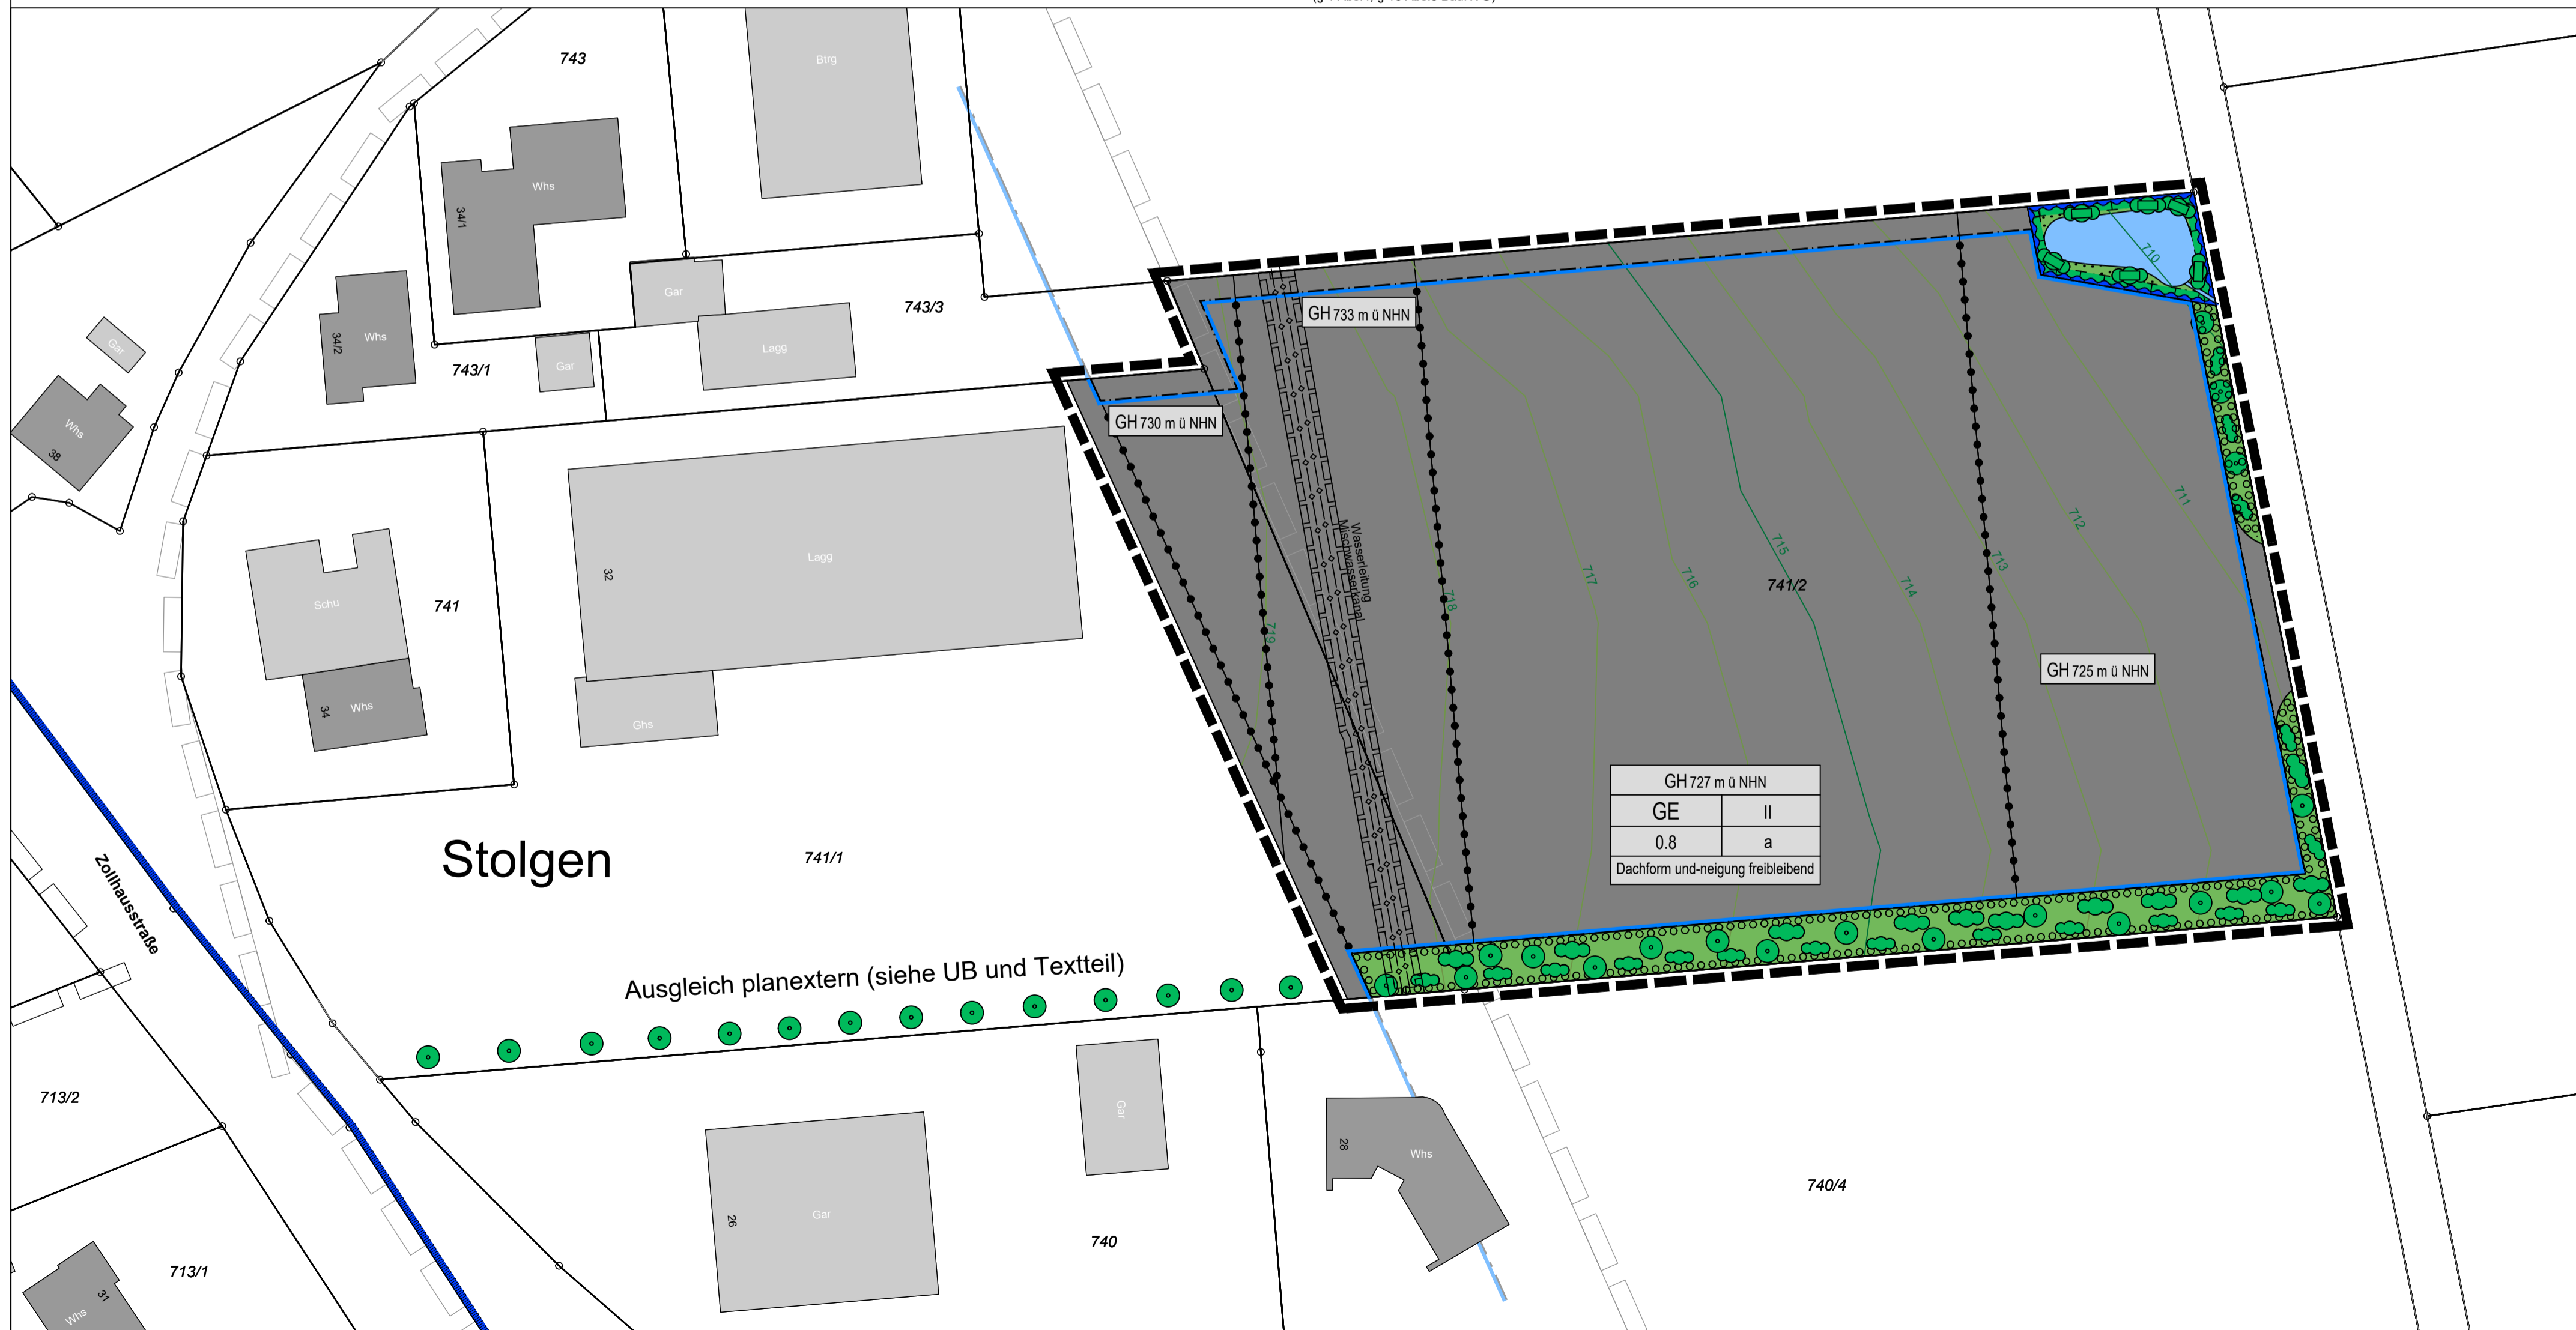 743
Btrg
Whs
34/1
Gar
743/3
Whs
34/2
743/1
Gar
Lagg
Gar
Whs
38
710
GH 733 m ü NHN
GH 730 m ü NHN
Wasserleitung
Mischwasserkanal
711
712
713
714
715
716
717
718
719
741/2
GH 725 m ü NHN
Lagg
32
Schu
741
34
Whs
Ghs
GH 727 m ü NHN
GE
II
0.8
a
Dachform und-neigung freibleibend
Stolgen
741/1
Zollhausstraße
Ausgleich planextern (siehe UB und Textteil)
713/2
Gar
28
Whs
740/4
26
Gar
740
713/1
31
Whs